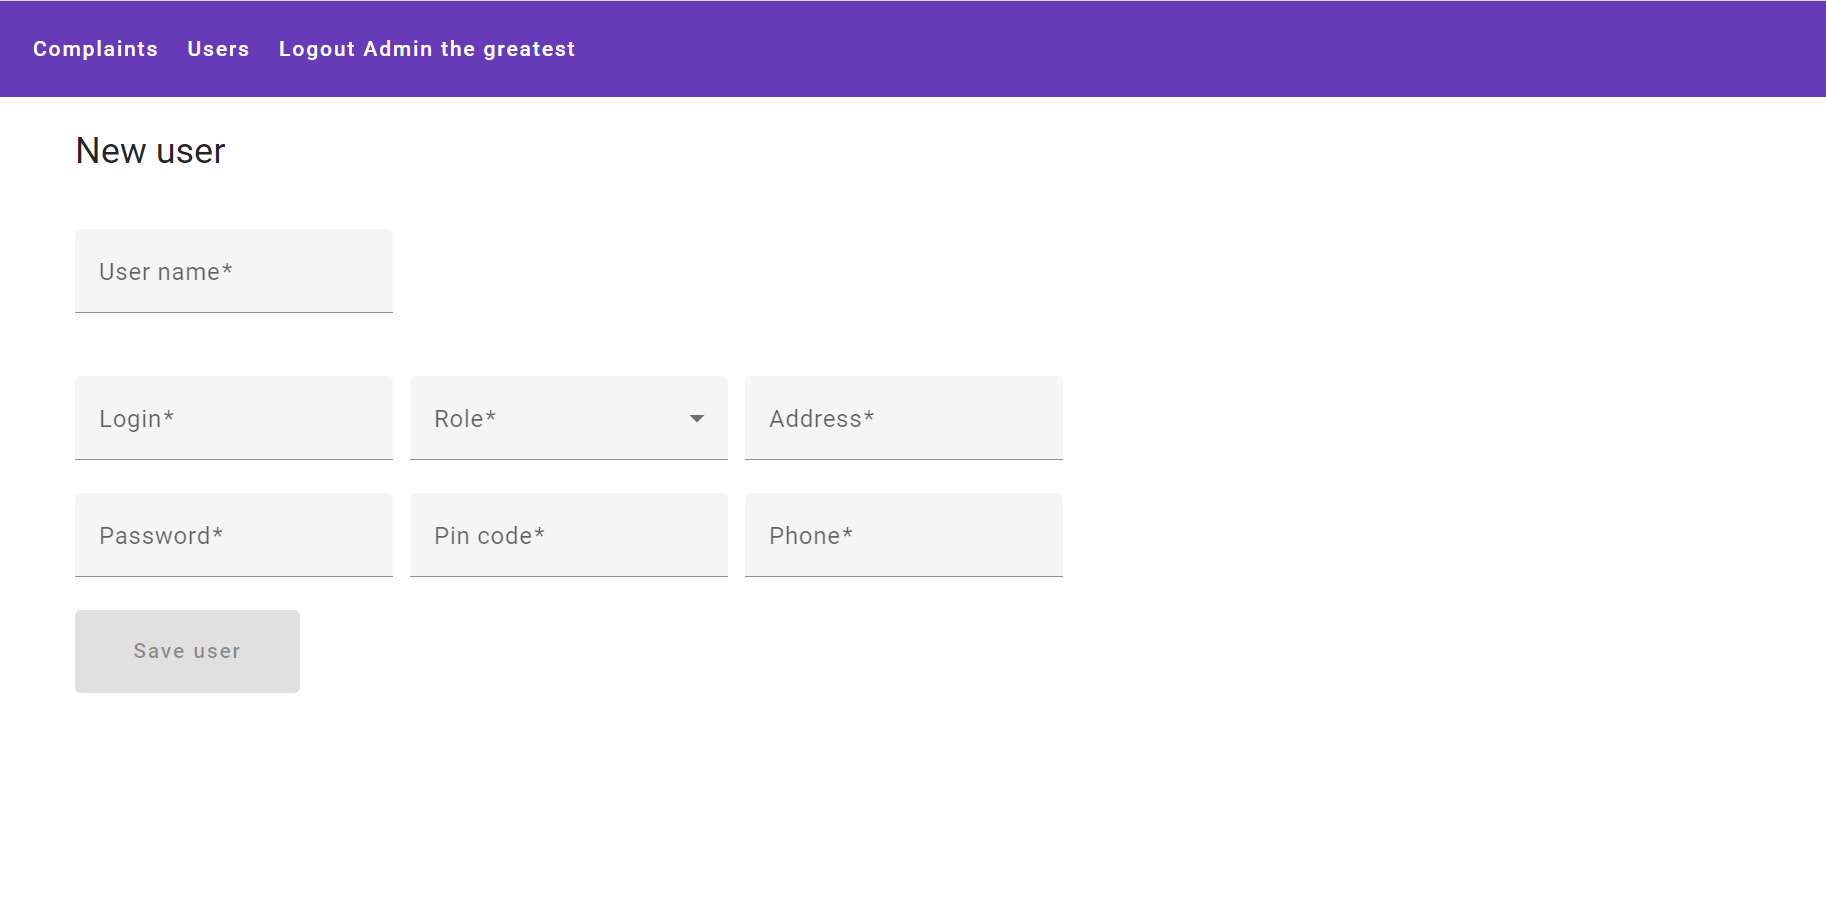 Complaints Users Logout Admin the greatest
New user
User name*
Login* Role* Address*
Password* Pin code* Phone*
Save user